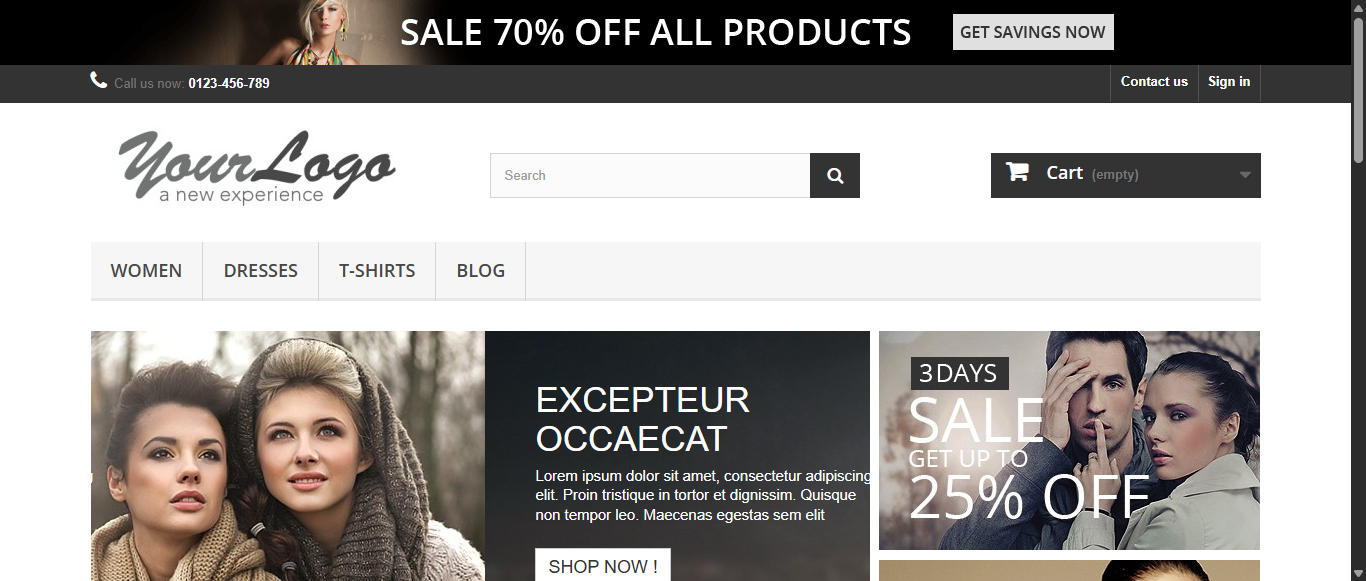 SALE 70% OFF ALL PRODUCTS
GET SAVINGS NOW
Call us now: 0123-456-789
Contact us
Sign in
YourLogo
a new experience
Search
Cart (empty)
WOMEN
DRESSES
T-SHIRTS
BLOG
EXCEPTEUR
OCCAECAT
Lorem ipsum dolor sit amet, consectetur adipiscing
elit. Proin tristique in tortor et dignissim. Quisque
non tempor leo. Maecenas egestas sem elit
SHOP NOW !
3 DAYS
SALE
GET UP TO
25% OFF